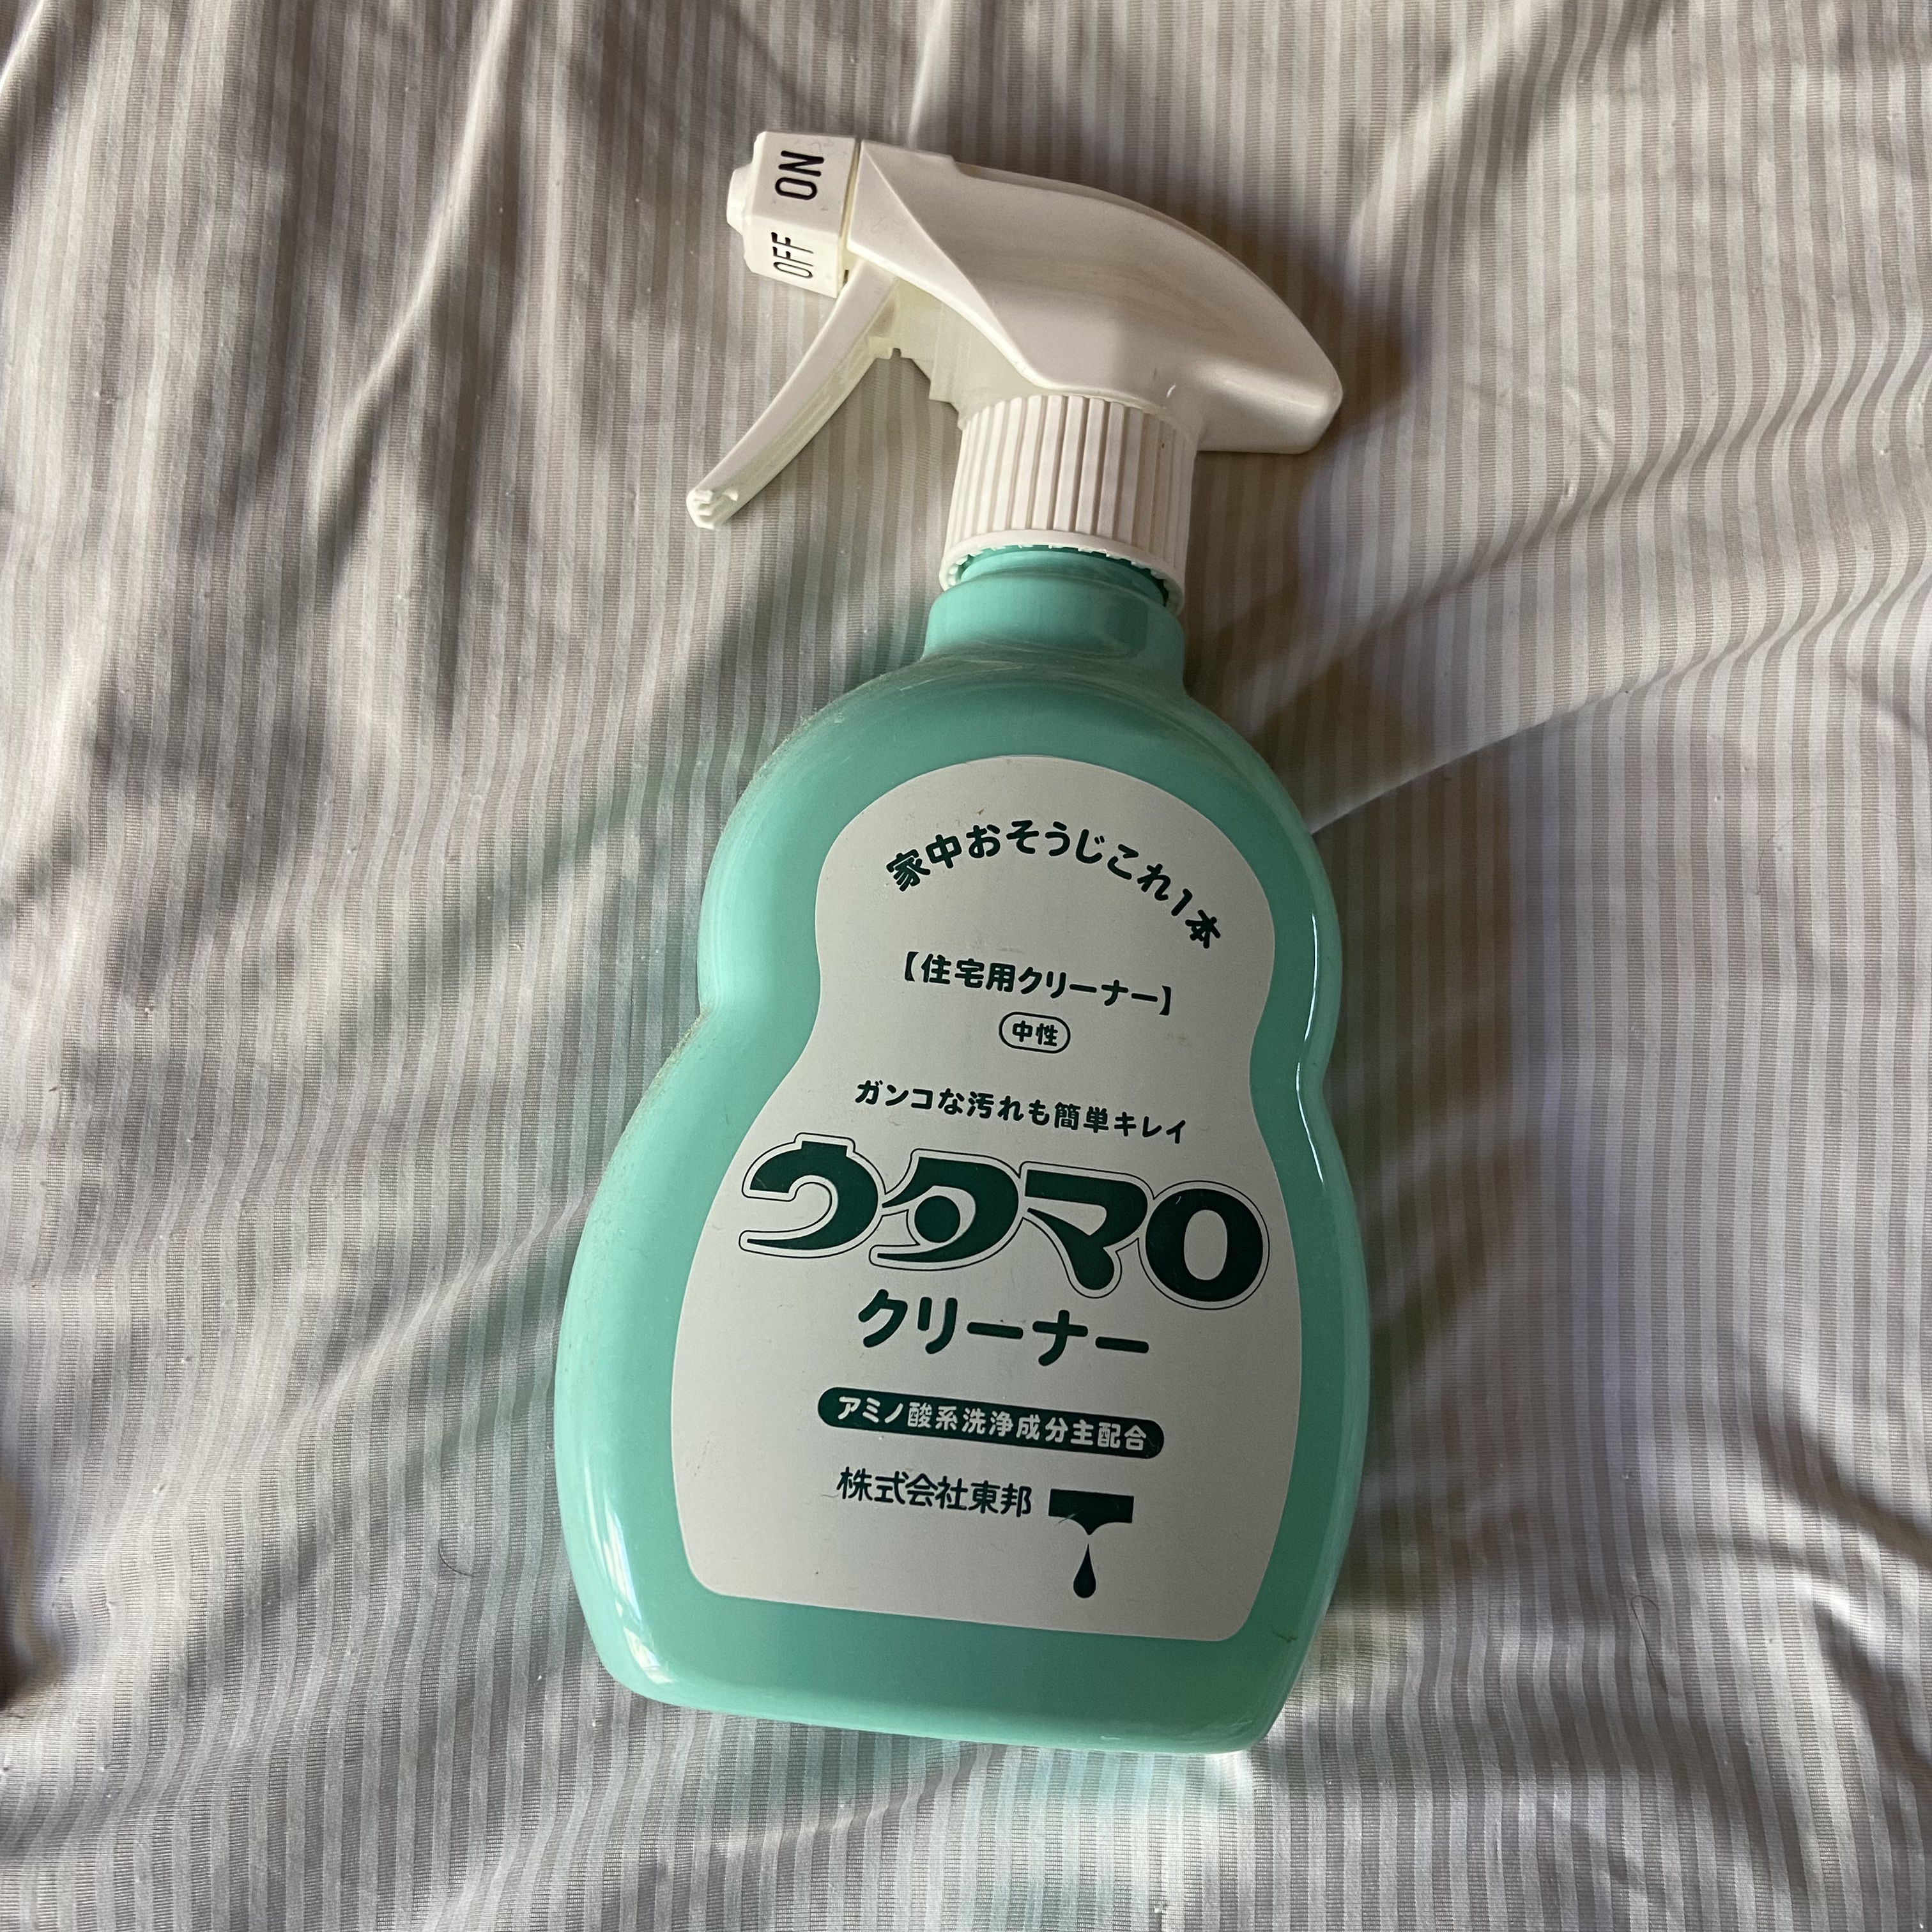 ON
OFF
家中おそうじこれ1本
【住宅用クリーナー】
中性
ガンコな汚れも簡単キレイ
ウタマロ
クリーナー
アミノ酸系洗浄成分主配合
株式会社東邦